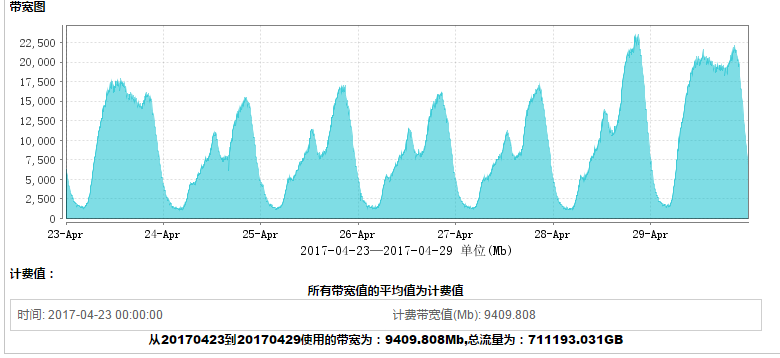 带宽图
22,500
20,000
17,500
15,000
12,500
10,000
7,500
5,000
2,500
0
23-Apr 24-Apr 25-Apr 26-Apr 27-Apr 28-Apr 29-Apr
2017-04-23—2017-04-29 单位(Mb)
计费值：
所有带宽值的平均值为计费值
时间: 2017-04-23 00:00:00 计费带宽值(Mb): 9409.808
从20170423到20170429使用的带宽为：9409.808Mb,总流量为：711193.031GB